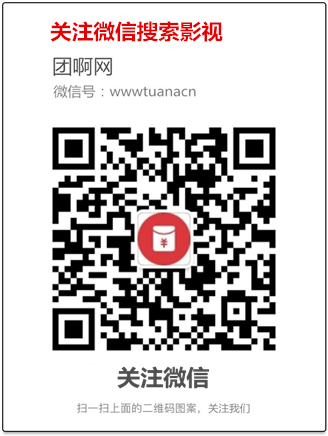 关注微信搜索影视
团啊网
微信号：wwwtuanacn
¥
关注微信
扫一扫上面的二维码图案，关注我们